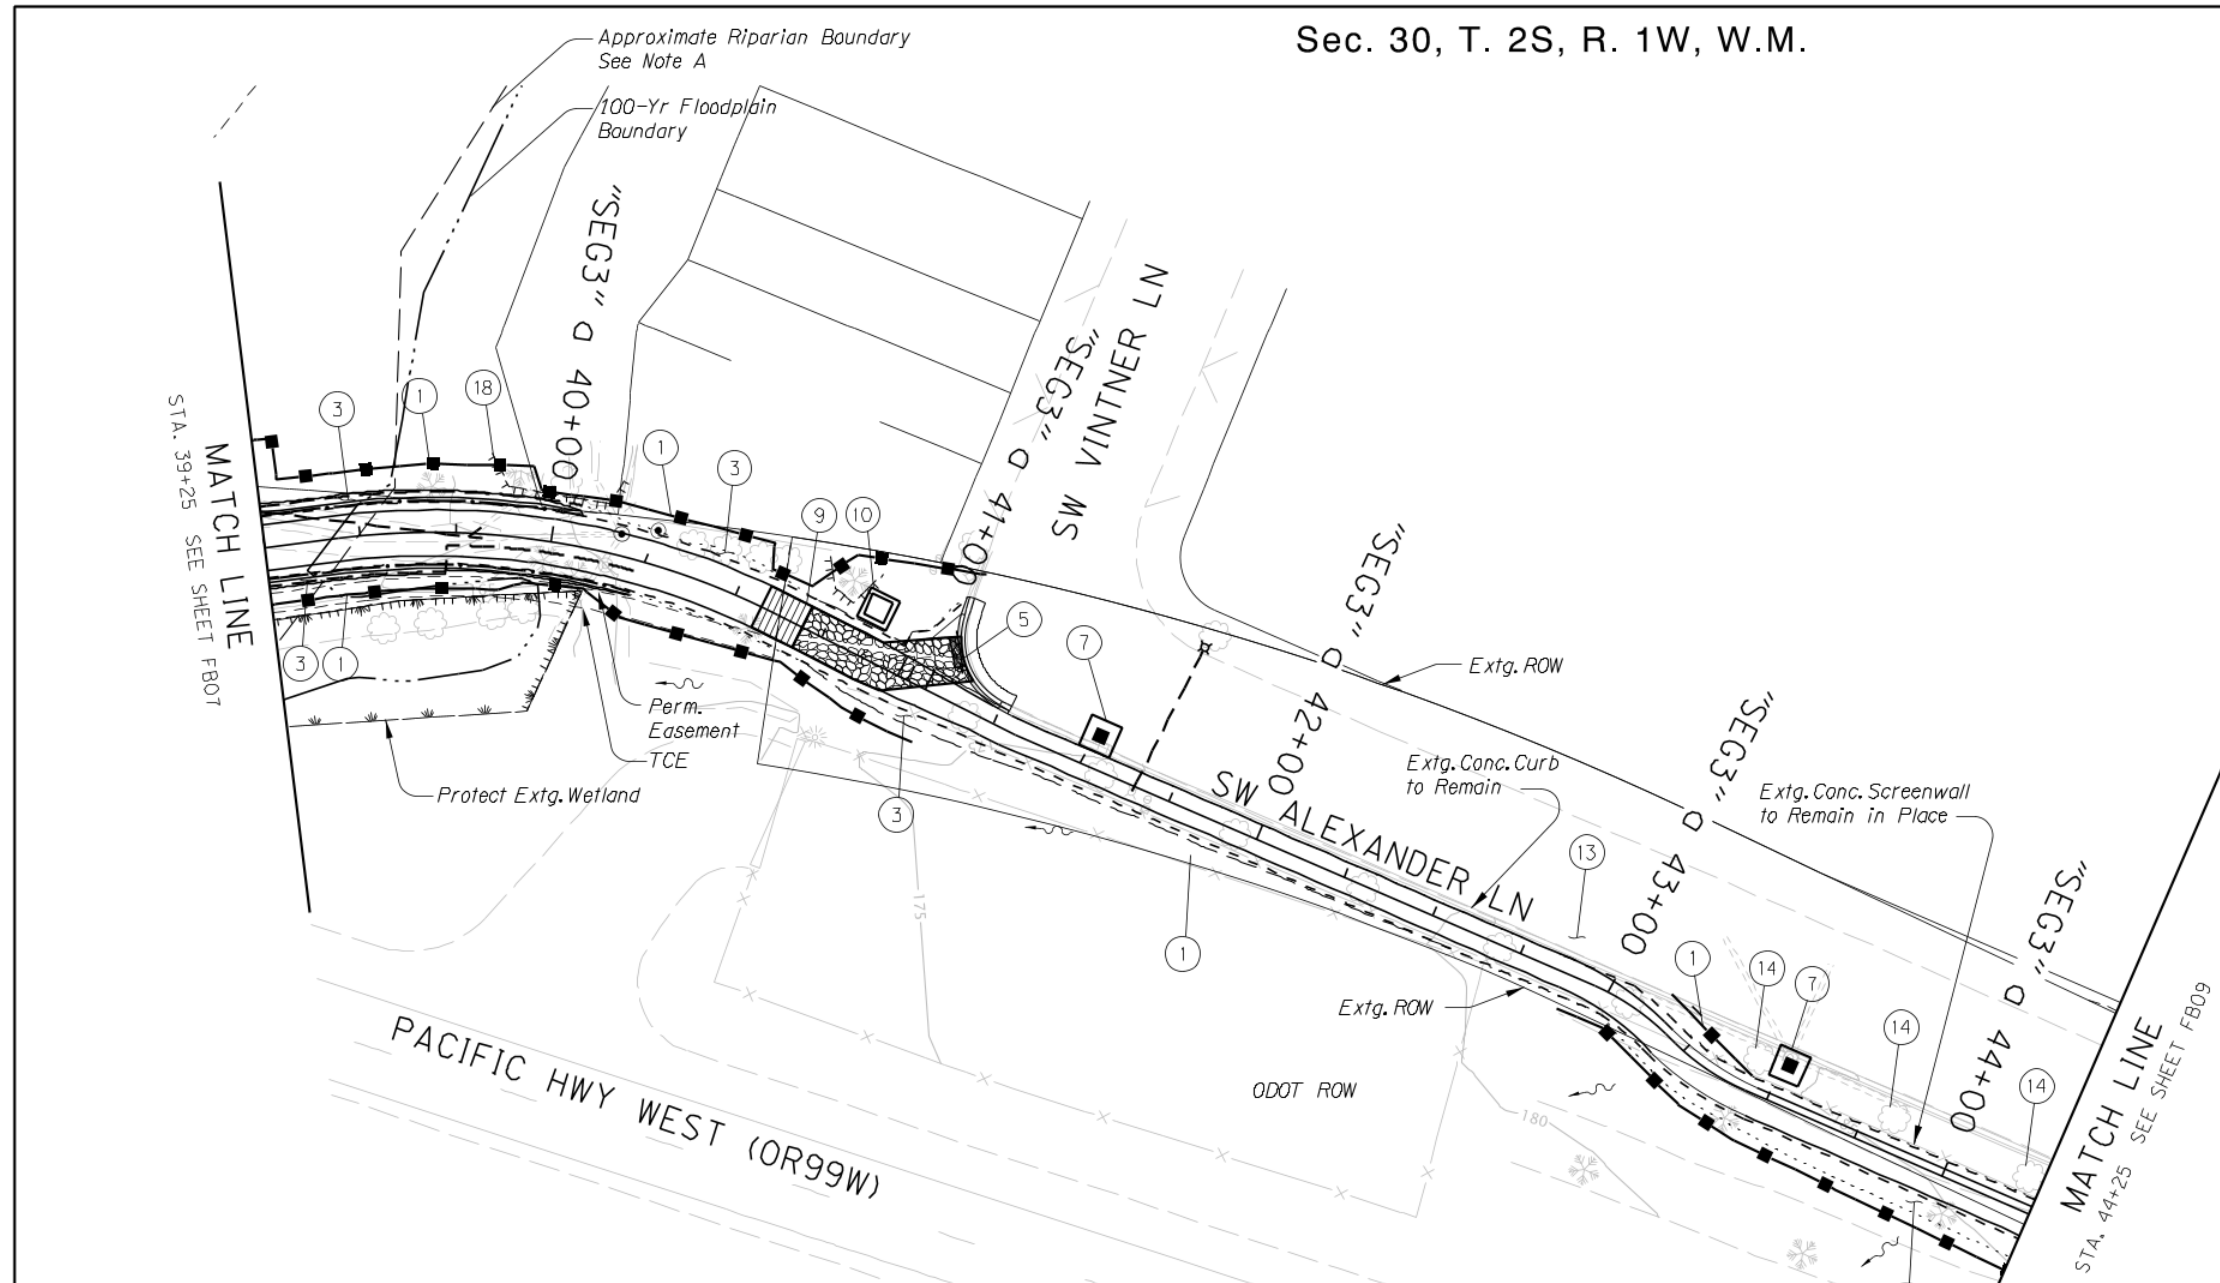 Sec. 30, T. 2S, R. 1W, W.M.
Approximate Riparian Boundary
See Note A
100-Yr Floodplain
Boundary
"SEG3" 40+00
"SEG3" 41+00
SW VINTNER LN
"SEG3" 42+00
"SEG3" 43+00
"SEG3" 44+00
MATCH LINE
STA. 39+25 SEE SHEET FB07
3
1
18
1
3
9
10
5
7
3
1
Perm.
Easement
TCE
Protect Extg. Wetland
3
1
Extg. ROW
Extg. Conc. Curb
to Remain
Extg. Conc. Screenwall
to Remain in Place
SW ALEXANDER LN
13
1
14
7
14
14
Extg. ROW
175
180
ODOT ROW
PACIFIC HWY WEST (OR99W)
MATCH LINE
STA. 44+25 SEE SHEET FB09